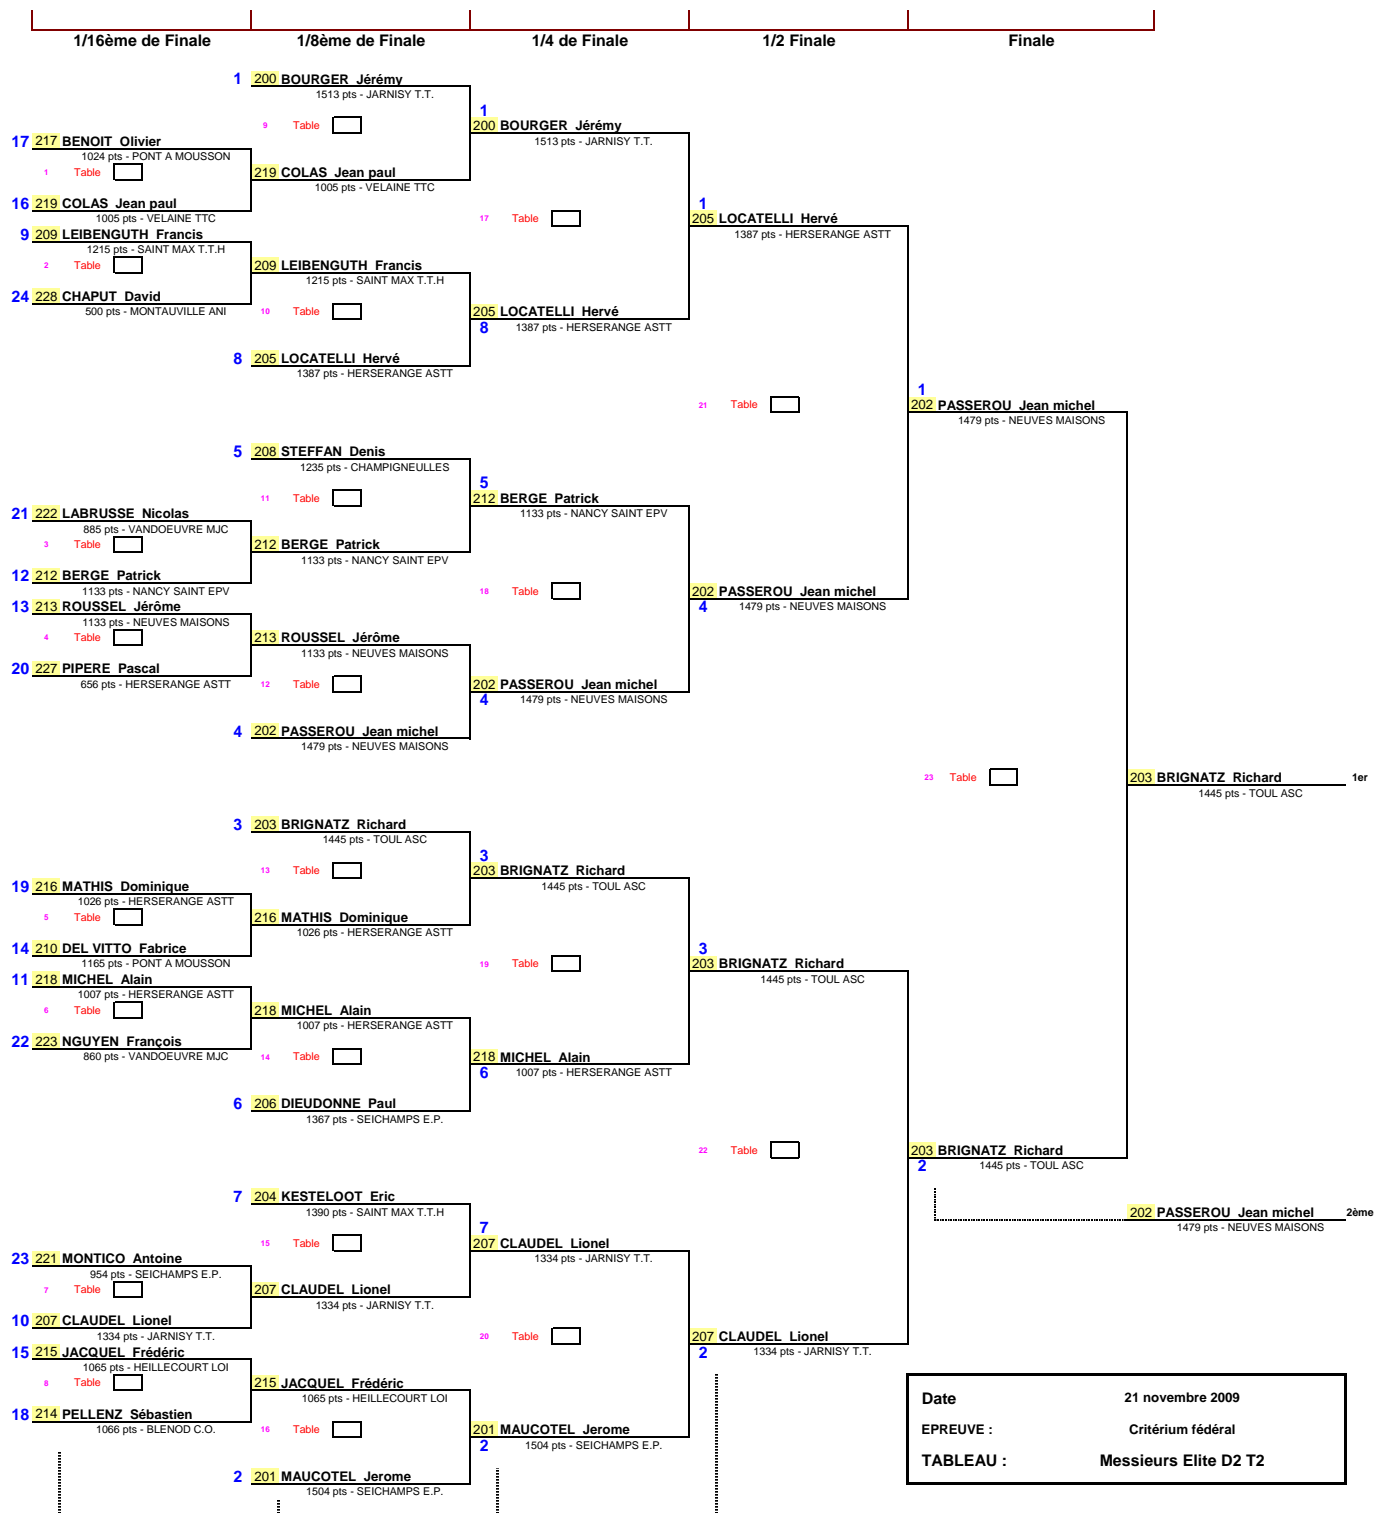 1/16ème de Finale 1/8ème de Finale 1/4 de Finale 1/2 Finale Finale
1 200 BOURGER Jérémy
1513 pts - JARNISY T.T.
1
9 Table 200 BOURGER Jérémy
17 217 BENOIT Olivier 1513 pts - JARNISY T.T.
1024 pts - PONT A MOUSSON
1 Table 219 COLAS Jean paul
1005 pts - VELAINE TTC
16 219 COLAS Jean paul 1
1005 pts - VELAINE TTC 17 Table 205 LOCATELLI Hervé
9 209 LEIBENGUTH Francis 1387 pts - HERSERANGE ASTT
1215 pts - SAINT MAX T.T.H
2 Table 209 LEIBENGUTH Francis
1215 pts - SAINT MAX T.T.H
24 228 CHAPUT David
500 pts - MONTAUVILLE ANI 10 Table 205 LOCATELLI Hervé
8 1387 pts - HERSERANGE ASTT
8 205 LOCATELLI Hervé
1387 pts - HERSERANGE ASTT
1
21 Table 202 PASSEROU Jean michel
1479 pts - NEUVES MAISONS
5 208 STEFFAN Denis
1235 pts - CHAMPIGNEULLES
5
11 Table 212 BERGE Patrick
21 222 LABRUSSE Nicolas 1133 pts - NANCY SAINT EPV
885 pts - VANDOEUVRE MJC
3 Table 212 BERGE Patrick
1133 pts - NANCY SAINT EPV
12 212 BERGE Patrick
1133 pts - NANCY SAINT EPV 18 Table 202 PASSEROU Jean michel
13 213 ROUSSEL Jérôme 4 1479 pts - NEUVES MAISONS
1133 pts - NEUVES MAISONS
4 Table 213 ROUSSEL Jérôme
1133 pts - NEUVES MAISONS
20 227 PIPERE Pascal
656 pts - HERSERANGE ASTT 12 Table 202 PASSEROU Jean michel
4 1479 pts - NEUVES MAISONS
4 202 PASSEROU Jean michel
1479 pts - NEUVES MAISONS
23 Table 203 BRIGNATZ Richard 1er
1445 pts - TOUL ASC
3 203 BRIGNATZ Richard
1445 pts - TOUL ASC
3
13 Table 203 BRIGNATZ Richard
19 216 MATHIS Dominique 1445 pts - TOUL ASC
1026 pts - HERSERANGE ASTT
5 Table 216 MATHIS Dominique
1026 pts - HERSERANGE ASTT
14 210 DEL VITTO Fabrice 3
1165 pts - PONT A MOUSSON 19 Table 203 BRIGNATZ Richard
11 218 MICHEL Alain 1445 pts - TOUL ASC
1007 pts - HERSERANGE ASTT
6 Table 218 MICHEL Alain
1007 pts - HERSERANGE ASTT
22 223 NGUYEN François
860 pts - VANDOEUVRE MJC 14 Table 218 MICHEL Alain
6 1007 pts - HERSERANGE ASTT
6 206 DIEUDONNE Paul
1367 pts - SEICHAMPS E.P.
22 Table 203 BRIGNATZ Richard
2 1445 pts - TOUL ASC
7 204 KESTELOOT Eric
1390 pts - SAINT MAX T.T.H 202 PASSEROU Jean michel 2ème
7 1479 pts - NEUVES MAISONS
15 Table 207 CLAUDEL Lionel
23 221 MONTICO Antoine 1334 pts - JARNISY T.T.
954 pts - SEICHAMPS E.P.
7 Table 207 CLAUDEL Lionel
1334 pts - JARNISY T.T.
10 207 CLAUDEL Lionel
1334 pts - JARNISY T.T. 20 Table 207 CLAUDEL Lionel
15 215 JACQUEL Frédéric 2 1334 pts - JARNISY T.T.
1065 pts - HEILLECOURT LOI
8 Table 215 JACQUEL Frédéric
1065 pts - HEILLECOURT LOI
18 214 PELLENZ Sébastien
1066 pts - BLENOD C.O. 16 Table 201 MAUCOTEL Jerome
2 1504 pts - SEICHAMPS E.P.
2 201 MAUCOTEL Jerome
1504 pts - SEICHAMPS E.P.
Date 21 novembre 2009
EPREUVE : Critérium fédéral
TABLEAU : Messieurs Elite D2 T2